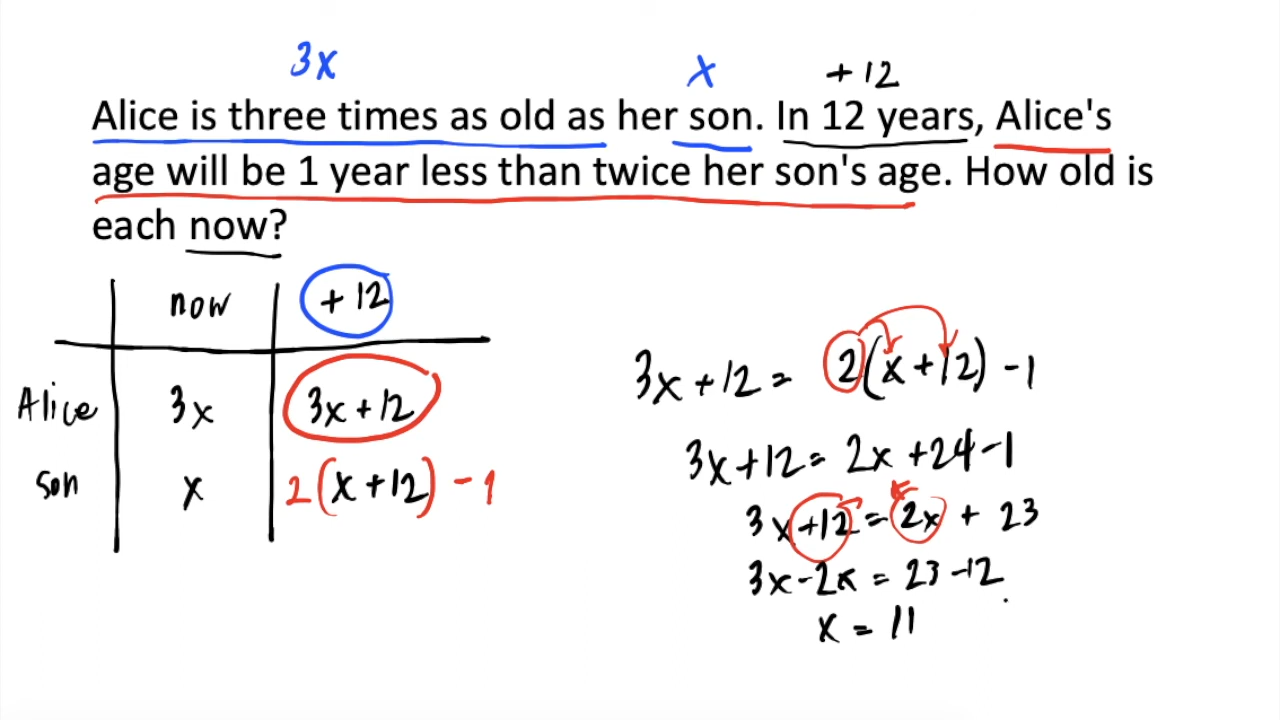 3x x +12
Alice is three times as old as her son. In 12 years, Alice's
age will be 1 year less than twice her son's age. How old is
each now?
now +12
Alice 3x 3x+12
son x 2(x+12)-1
3x+12= 2(x+12)-1
3x+12= 2x+24-1
3x+12=2x + 23
3x-2x = 23-12
x = 11